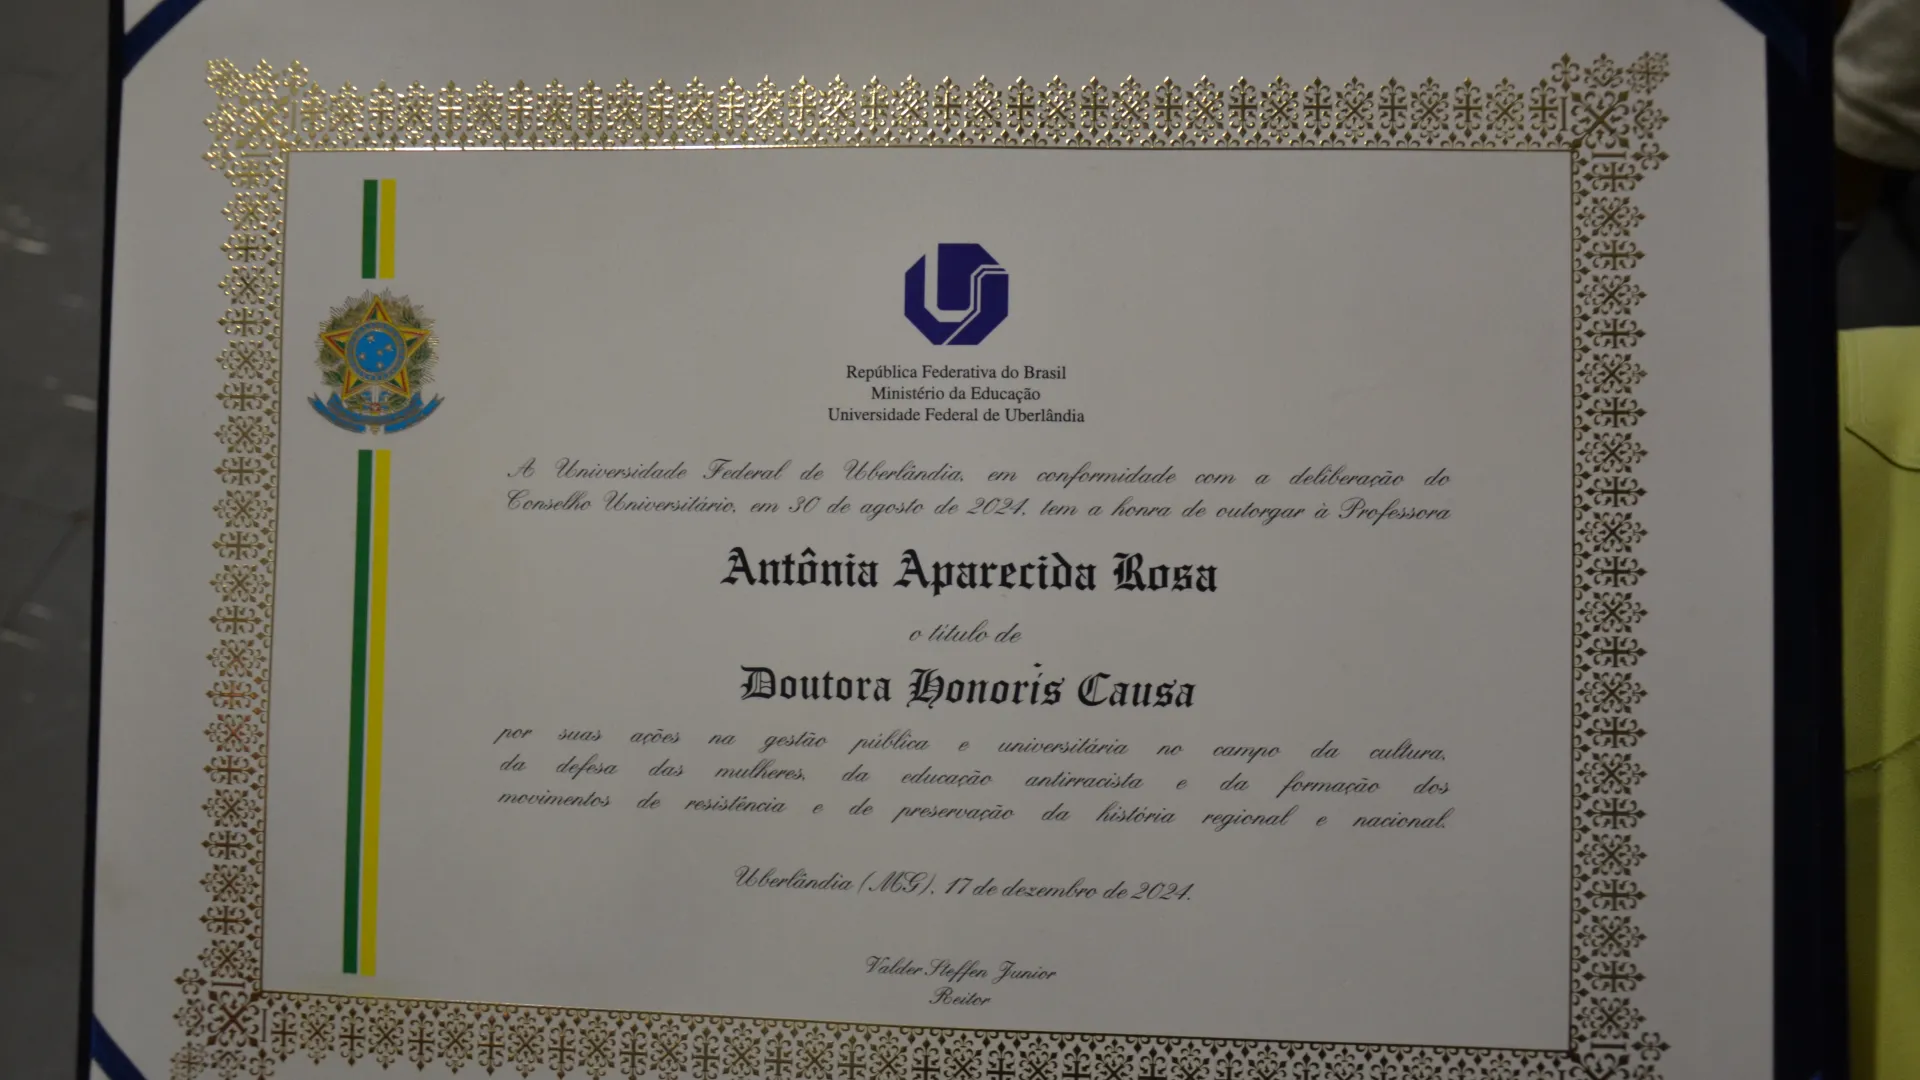 República Federativa do Brasil
Ministério da Educação
Universidade Federal de Uberlândia
A Universidade Federal de Uberlândia, em conformidade com a deliberação do
Conselho Universitário, em 30 de agosto de 2024, tem a honra de outorgar à Professora
Antônia Aparecida Rosa
o título de
Doutora Honoris Causa
por suas ações na gestão pública e universitária no campo da cultura,
da defesa das mulheres, da educação antirracista e da formação dos
movimentos de resistência e de preservação da história regional e nacional.
Uberlândia (MG), 17 de dezembro de 2024.
Valder Steffen Junior
Reitor